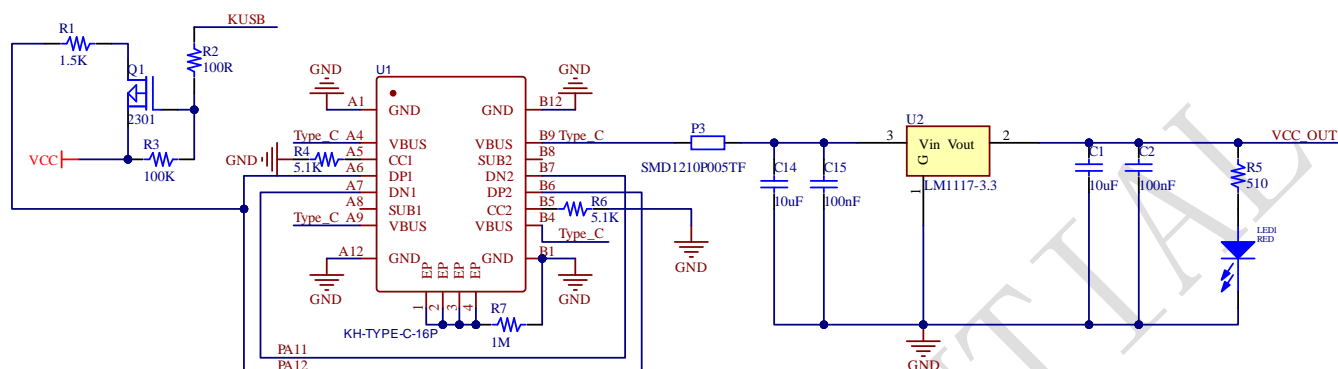 KUSB
R1
1.5K
R2
100R
Q1
2301
R3
100K
VCC
U1
GND
GND
A1
GND
GND
B12
Type_C
A4
VBUS
VBUS
B9
Type_C
GND
R4
5.1K
A5
CC1
SUB2
B8
A6
DP1
DN2
B7
A7
DN1
DP2
B6
A8
SUB1
CC2
B5
R6
5.1K
Type_C
A9
VBUS
VBUS
B4
Type_C
A12
GND
GND
B1
GND
GND
GND
EP
EP
EP
EP
1
2
3
4
R7
1M
KH-TYPE-C-16P
PA11
PA12
P3
SMD1210P005TF
C14
10uF
C15
100nF
U2
3
Vin
Vout
2
G
1
LM1117-3.3
VCC_OUT
C1
10uF
C2
100nF
R5
510
LED1
RED
GND
TIAL